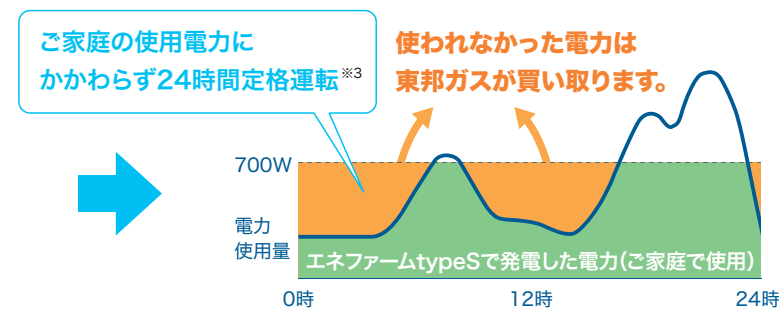 ご家庭の使用電力に
かかわらず24時間定格運転※3
使われなかった電力は
東邦ガスが買い取ります。
700W
電力
使用量
エネファームtypeSで発電した電力(ご家庭で使用)
0時
12時
24時